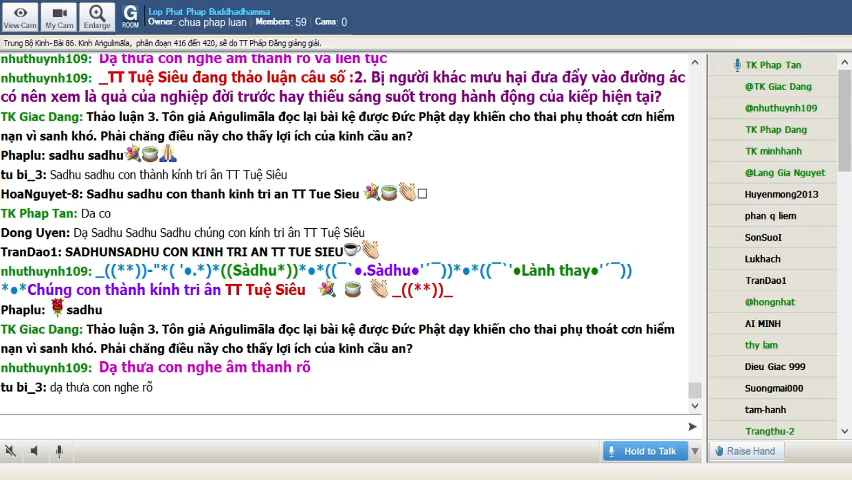 Lop Phat Phap Buddhadhamma
Owner: chua phap luan Members: 59 Cams: 0
View Cam My Cam Enlarge G ROOM
Trung Bộ Kinh- Bài 86. Kinh Aṅgulimāla, phân đoạn 416 đến 420, sẽ do TT Pháp Đăng giảng giải.
nhuthuynh109: Dạ thưa con nghe âm thanh rõ và liên tục
nhuthuynh109: _TT Tuệ Siêu đang thảo luận câu số :2. Bị người khác mưu hại đưa đẩy vào đường ác
có nên xem là quả của nghiệp đời trước hay thiếu sáng suốt trong hành động của kiếp hiện tại?
TK Giac Dang: Thảo luận 3. Tôn giả Aṅgulimāla đọc lại bài kệ được Đức Phật dạy khiến cho thai phụ thoát cơn hiểm
nạn vì sanh khó. Phải chăng điều nầy cho thấy lợi ích của kinh cầu an?
Phaplu: sadhu sadhu
tu bi_3: Sadhu sadhu con thành kính tri ân TT Tuệ Siêu
HoaNguyet-8: Sadhu sadhu con thanh kinh tri an TT Tue Sieu
TK Phap Tan: Da co
Dong Uyen: Dạ Sadhu Sadhu Sadhu chúng con kính tri ân TT Tuệ Siêu
TranDao1: SADHUNSADHU CON KINH TRI AN TT TUE SIEU
nhuthuynh109: _((**))-"*( '●.*)*((Sàdhu*))*●*((¯`●.Sàdhu●'´¯))*●*((¯`'●Lành thay●'´¯))
*●*Chúng con thành kính tri ân TT Tuệ Siêu _((**))_
Phaplu: sadhu
TK Giac Dang: Thảo luận 3. Tôn giả Aṅgulimāla đọc lại bài kệ được Đức Phật dạy khiến cho thai phụ thoát cơn hiểm
nạn vì sanh khó. Phải chăng điều nầy cho thấy lợi ích của kinh cầu an?
nhuthuynh109: Dạ thưa con nghe âm thanh rõ
tu bi_3: dạ thưa con nghe rõ
Hold to Talk
TK Phap Tan
@TK Giac Dang
@nhuthuynh109
TK Phap Dang
TK minhhanh
@Lang Gia Nguyet
Huyenmong2013
phan q liem
SonSuoI
Lukhach
TranDao1
@hongnhat
AI MINH
thy lam
Dieu Giac 999
Suongmai000
tam-hanh
Trangthu-2
Raise Hand